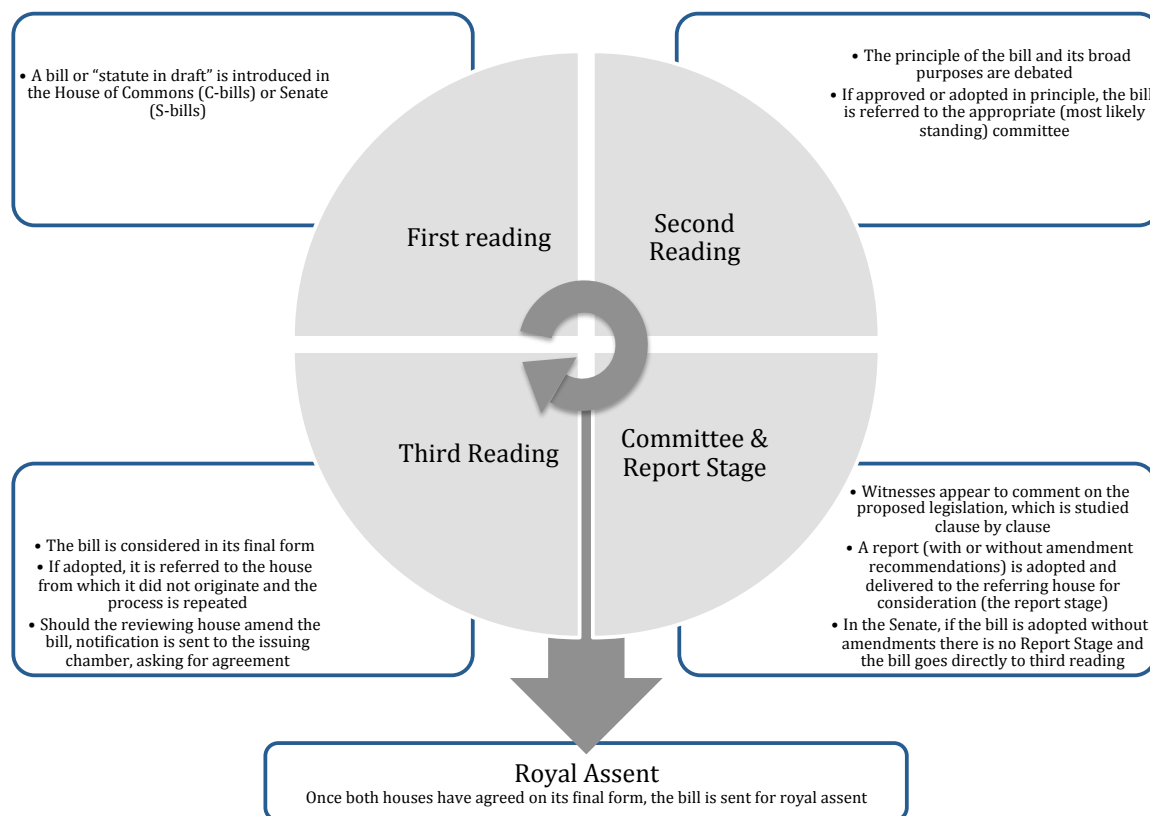 • A bill or “statute in draft” is introduced in
the House of Commons (C-bills) or Senate
(S-bills)
• The principle of the bill and its broad
purposes are debated
• If approved or adopted in principle, the bill
is referred to the appropriate (most likely
standing) committee
First reading
Second
Reading
Third Reading
Committee &
Report Stage
• The bill is considered in its final form
• If adopted, it is referred to the house
from which it did not originate and the
process is repeated
• Should the reviewing house amend the
bill, notification is sent to the issuing
chamber, asking for agreement
• Witnesses appear to comment on the
proposed legislation, which is studied
clause by clause
• A report (with or without amendment
recommendations) is adopted and
delivered to the referring house for
consideration (the report stage)
• In the Senate, if the bill is adopted without
amendments there is no Report Stage and
the bill goes directly to third reading
Royal Assent
Once both houses have agreed on its final form, the bill is sent for royal assent